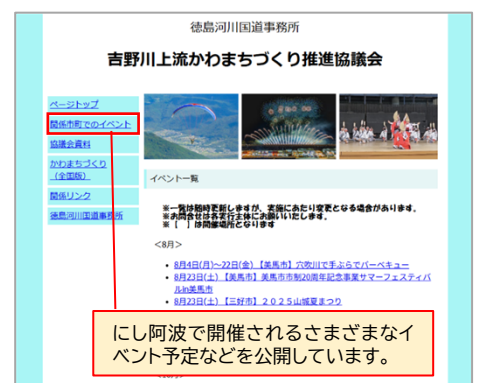 徳島河川国道事務所
吉野川上流かわまちづくり推進協議会
ページトップ
関係市町でのイベント
協議会資料
かわまちづくり
(全国版)
関係リンク
徳島河川国道事務所
イベント一覧
※一覧は随時更新しますが、実施にあたり変更となる場合があります。
※お問合せは各実行主体にお願いいたします。
※【 】は開催場所となります
<8月>
• 8月4日(月)~22日(金)【美馬市】穴吹川で手ぶらでバーベキュー
• 8月23日(土)【美馬市】美馬市市制20周年記念事業サマーフェスティバ
ルin美馬市
• 8月23日(土)【三好市】2025山城夏まつり
にし阿波で開催されるさまざまなイ
ベント予定などを公開しています。